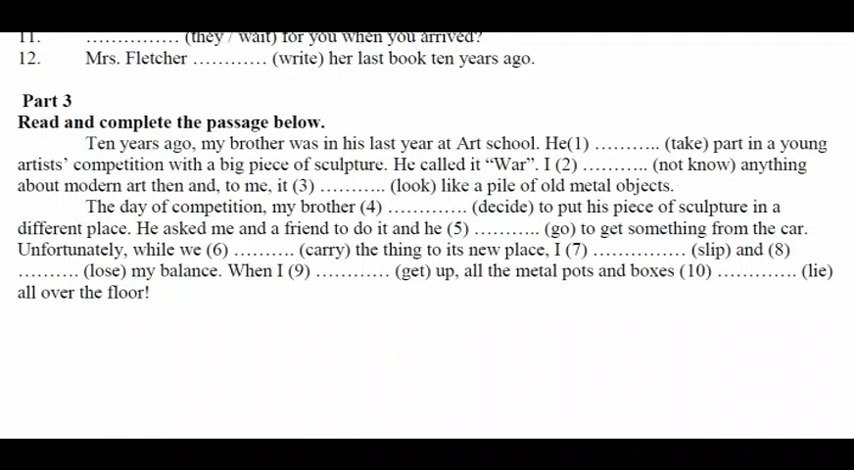 11. ............... (they / wait) for you when you arrived?
12. Mrs. Fletcher ............ (write) her last book ten years ago.
Part 3
Read and complete the passage below.
Ten years ago, my brother was in his last year at Art school. He(1) ........... (take) part in a young
artists’ competition with a big piece of sculpture. He called it “War”. I (2) ........... (not know) anything
about modern art then and, to me, it (3) ........... (look) like a pile of old metal objects.
The day of competition, my brother (4) ............. (decide) to put his piece of sculpture in a
different place. He asked me and a friend to do it and he (5) ........... (go) to get something from the car.
Unfortunately, while we (6) .......... (carry) the thing to its new place, I (7) ............... (slip) and (8)
.......... (lose) my balance. When I (9) ............ (get) up, all the metal pots and boxes (10) ............. (lie)
all over the floor!